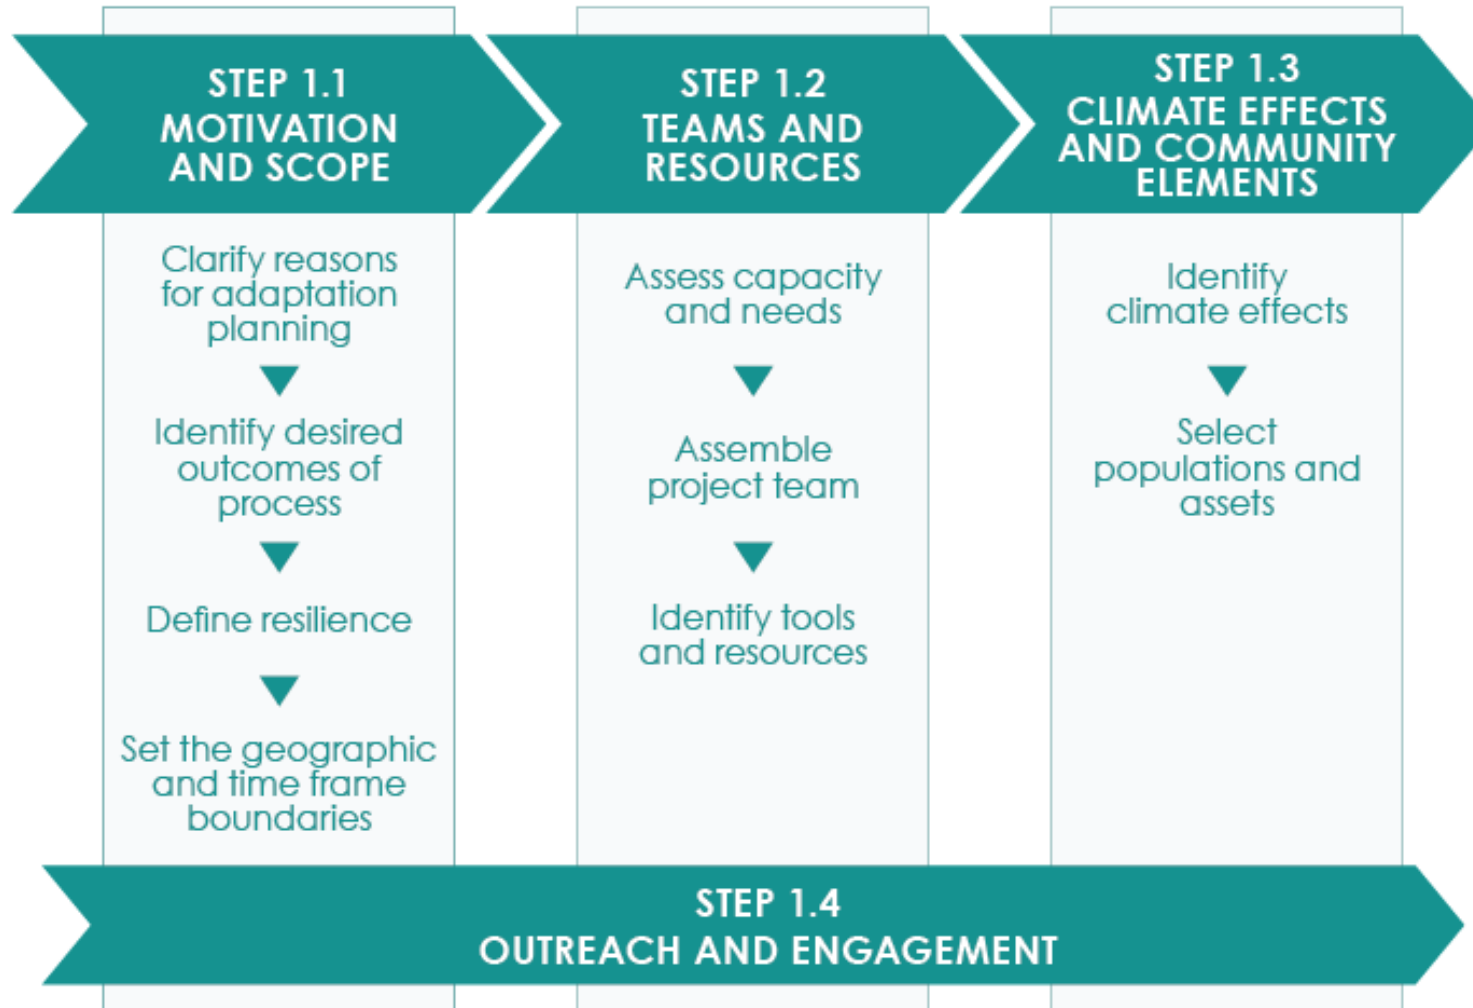 STEP 1.1
MOTIVATION
AND SCOPE
Clarify reasons
for adaptation
planning
Identify desired
outcomes of
process
Define resilience
Set the geographic
and time frame
boundaries
STEP 1.2
TEAMS AND
RESOURCES
Assess capacity
and needs
Assemble
project team
Identify tools
and resources
STEP 1.3
CLIMATE EFFECTS
AND COMMUNITY
ELEMENTS
Identify
climate effects
Select
populations and
assets
STEP 1.4
OUTREACH AND ENGAGEMENT